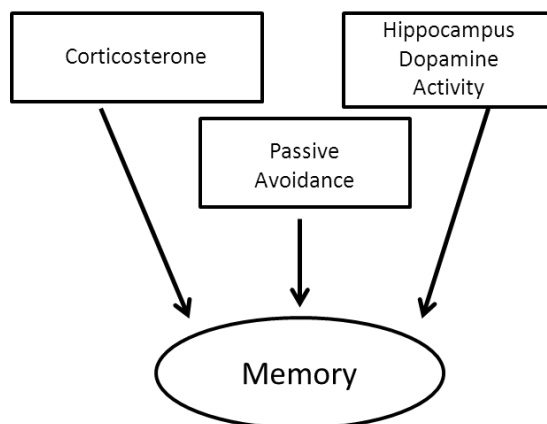 Corticosterone
Hippocampus
Dopamine
Activity
Passive
Avoidance
Memory